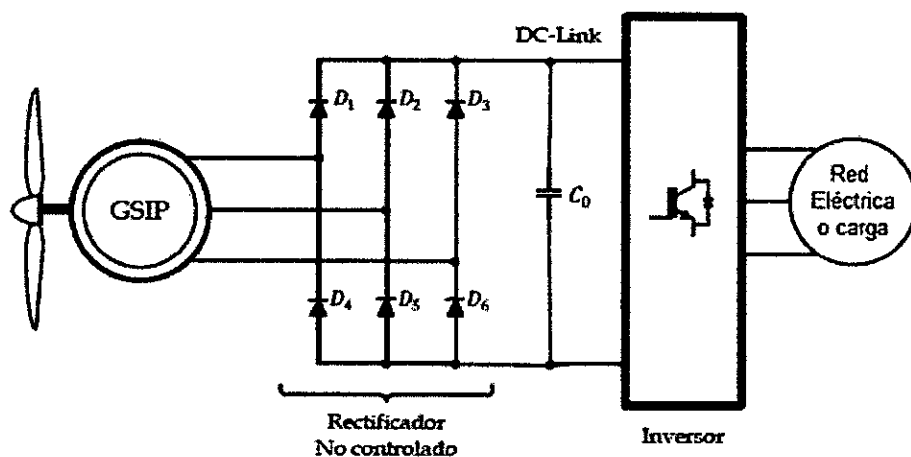 DC-Link
D₁
D₂
D₃
GSIP
C₀
Red
Eléctrica
o carga
D₄
D₅
D₆
Rectificador
No controlado
Inversor